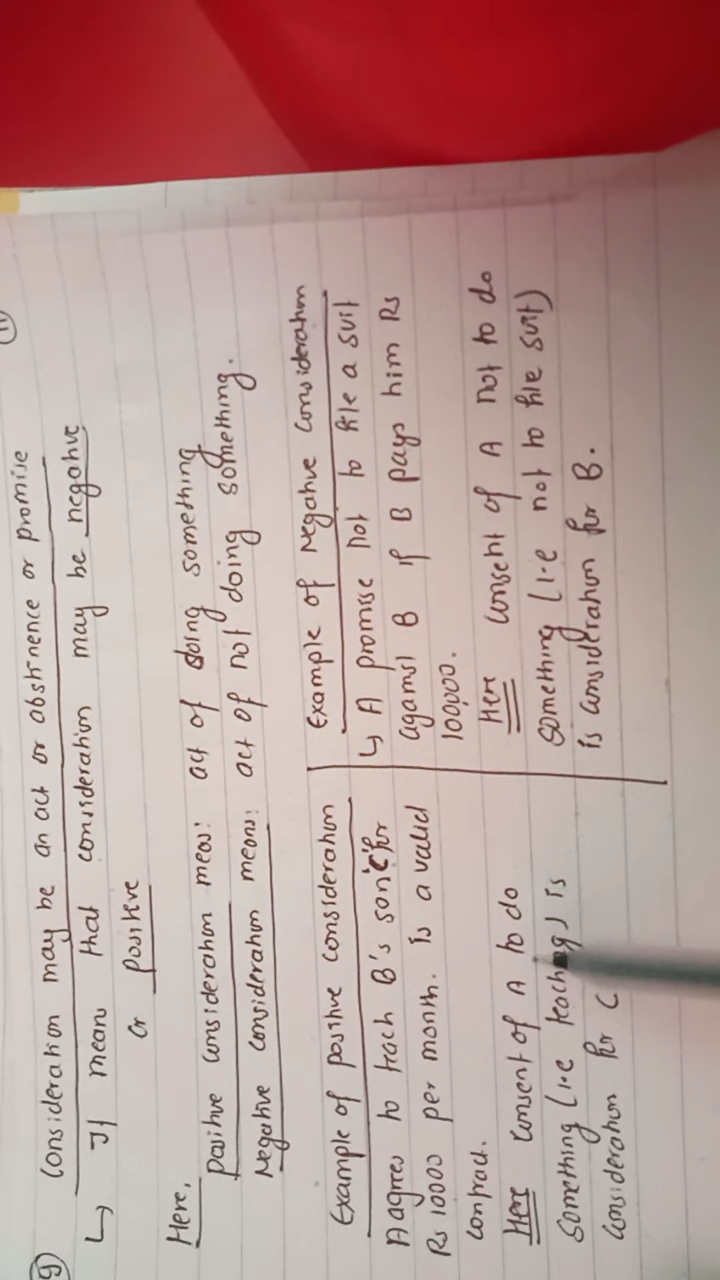 11
g) Consideration may be an act or abstinence or promise
↳ It mean that consideration may be negative
or positive
Here,
positive consideration meas: act of doing something
Negative consideration means: act of not doing something.
Example of positive consideration
A agrees to teach B's son 'C' for
Rs 10000 per month. is a valid
contract.
Here consent of A to do
something (i.e teaching) is
consideration for C
Example of Negative consideration
↳ A promise not to file a suit
against B if B pays him Rs
100,000.
Here consent of A not to do
something (i.e not to file suit)
is consideration for B.